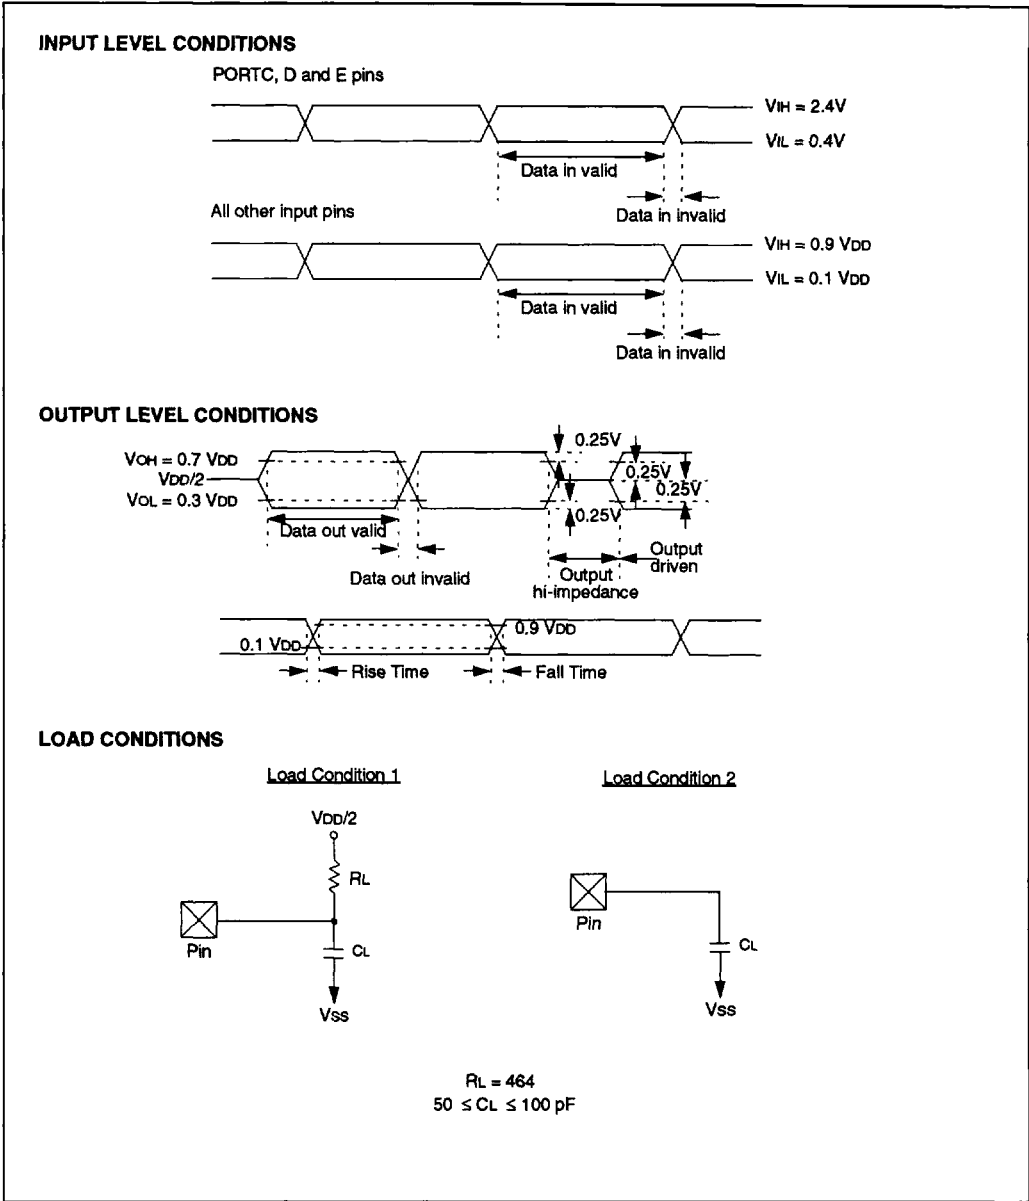 INPUT LEVEL CONDITIONS
PORTC, D and E pins
VIH = 2.4V
VIL = 0.4V
Data in valid
Data in invalid
All other input pins
VIH = 0.9 VDD
VIL = 0.1 VDD
Data in valid
Data in invalid
OUTPUT LEVEL CONDITIONS
0.25V
VOH = 0.7 VDD
VDD/2
0.25V
0.25V
VOL = 0.3 VDD
0.25V
Data out valid
Data out invalid
Output
hi-impedance
Output
driven
0.9 VDD
0.1 VDD
Rise Time
Fall Time
LOAD CONDITIONS
Load Condition 1
Load Condition 2
VDD/2
RL
Pin
CL
VSS
Pin
CL
VSS
RL = 464
50 ≤ CL ≤ 100 pF